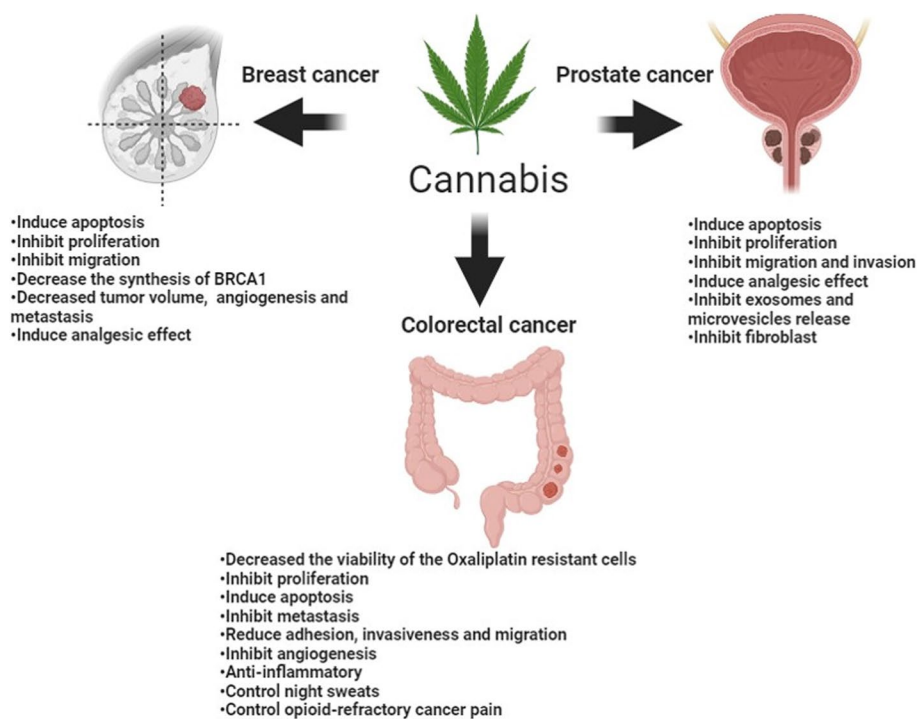 Breast cancer
Prostate cancer
Cannabis
•Induce apoptosis
•Inhibit proliferation
•Inhibit migration
•Decrease the synthesis of BRCA1
•Decreased tumor volume, angiogenesis and
metastasis
•Induce analgesic effect
•Induce apoptosis
•Inhibit proliferation
•Inhibit migration and invasion
•Induce analgesic effect
•Inhibit exosomes and
microvesicles release
•Inhibit fibroblast
Colorectal cancer
•Decreased the viability of the Oxaliplatin resistant cells
•Inhibit proliferation
•Induce apoptosis
•Inhibit metastasis
•Reduce adhesion, invasiveness and migration
•Inhibit angiogenesis
•Anti-inflammatory
•Control night sweats
•Control opioid-refractory cancer pain